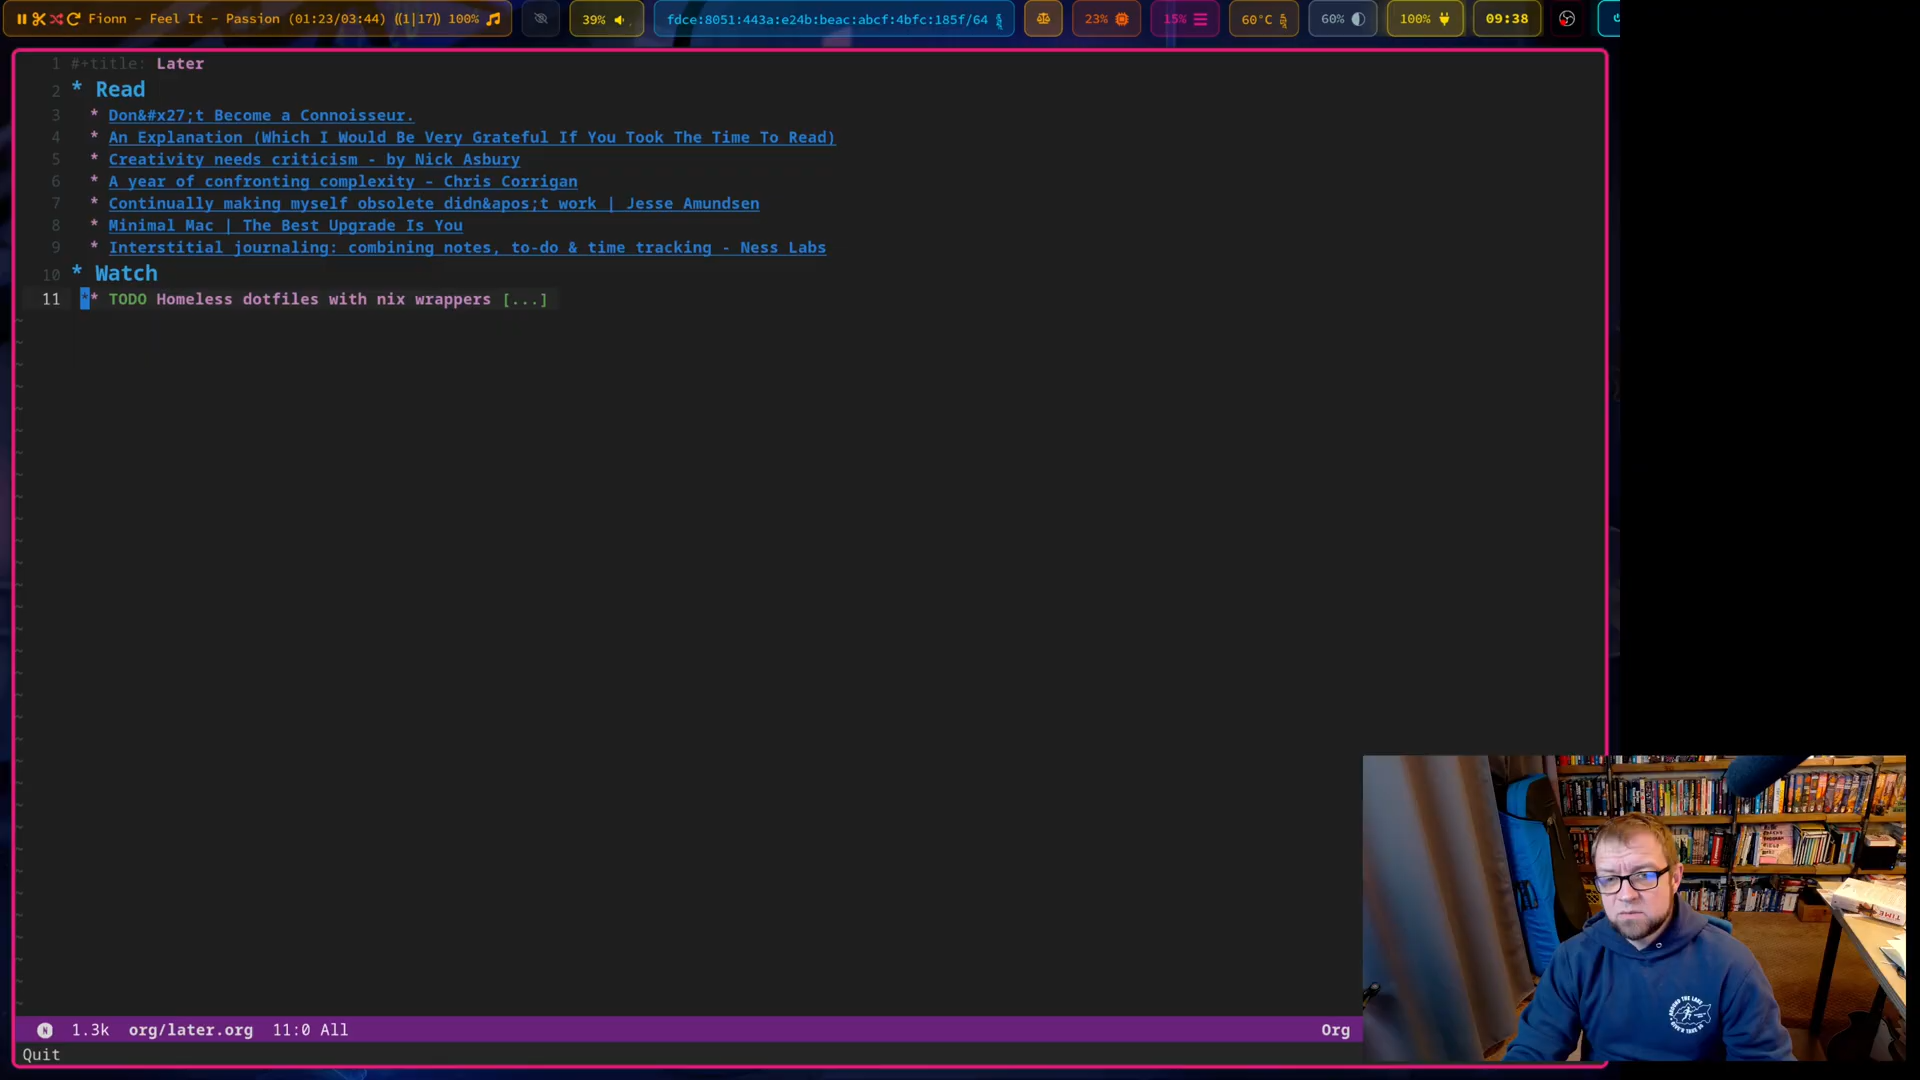 Fionn - Feel It - Passion (01:23/03:44) ((1|17) 100%
39%
fdce:8051:443a:e24b:beac:abcf:4bfc:185f/64
23%
15%
60°C
60%
100%
09:38
1 #+title: Later
2 * Read
3 * Don&#x27;t Become a Connoisseur.
4 * An Explanation (Which I Would Be Very Grateful If You Took The Time To Read)
5 * Creativity needs criticism - by Nick Asbury
6 * A year of confronting complexity – Chris Corrigan
7 * Continually making myself obsolete didn&apos;t work | Jesse Amundsen
8 * Minimal Mac | The Best Upgrade Is You
9 * Interstitial journaling: combining notes, to-do & time tracking - Ness Labs
10 * Watch
11 ** TODO Homeless dotfiles with nix wrappers [...]
N 1.3k org/later.org 11:0 All Org
Quit